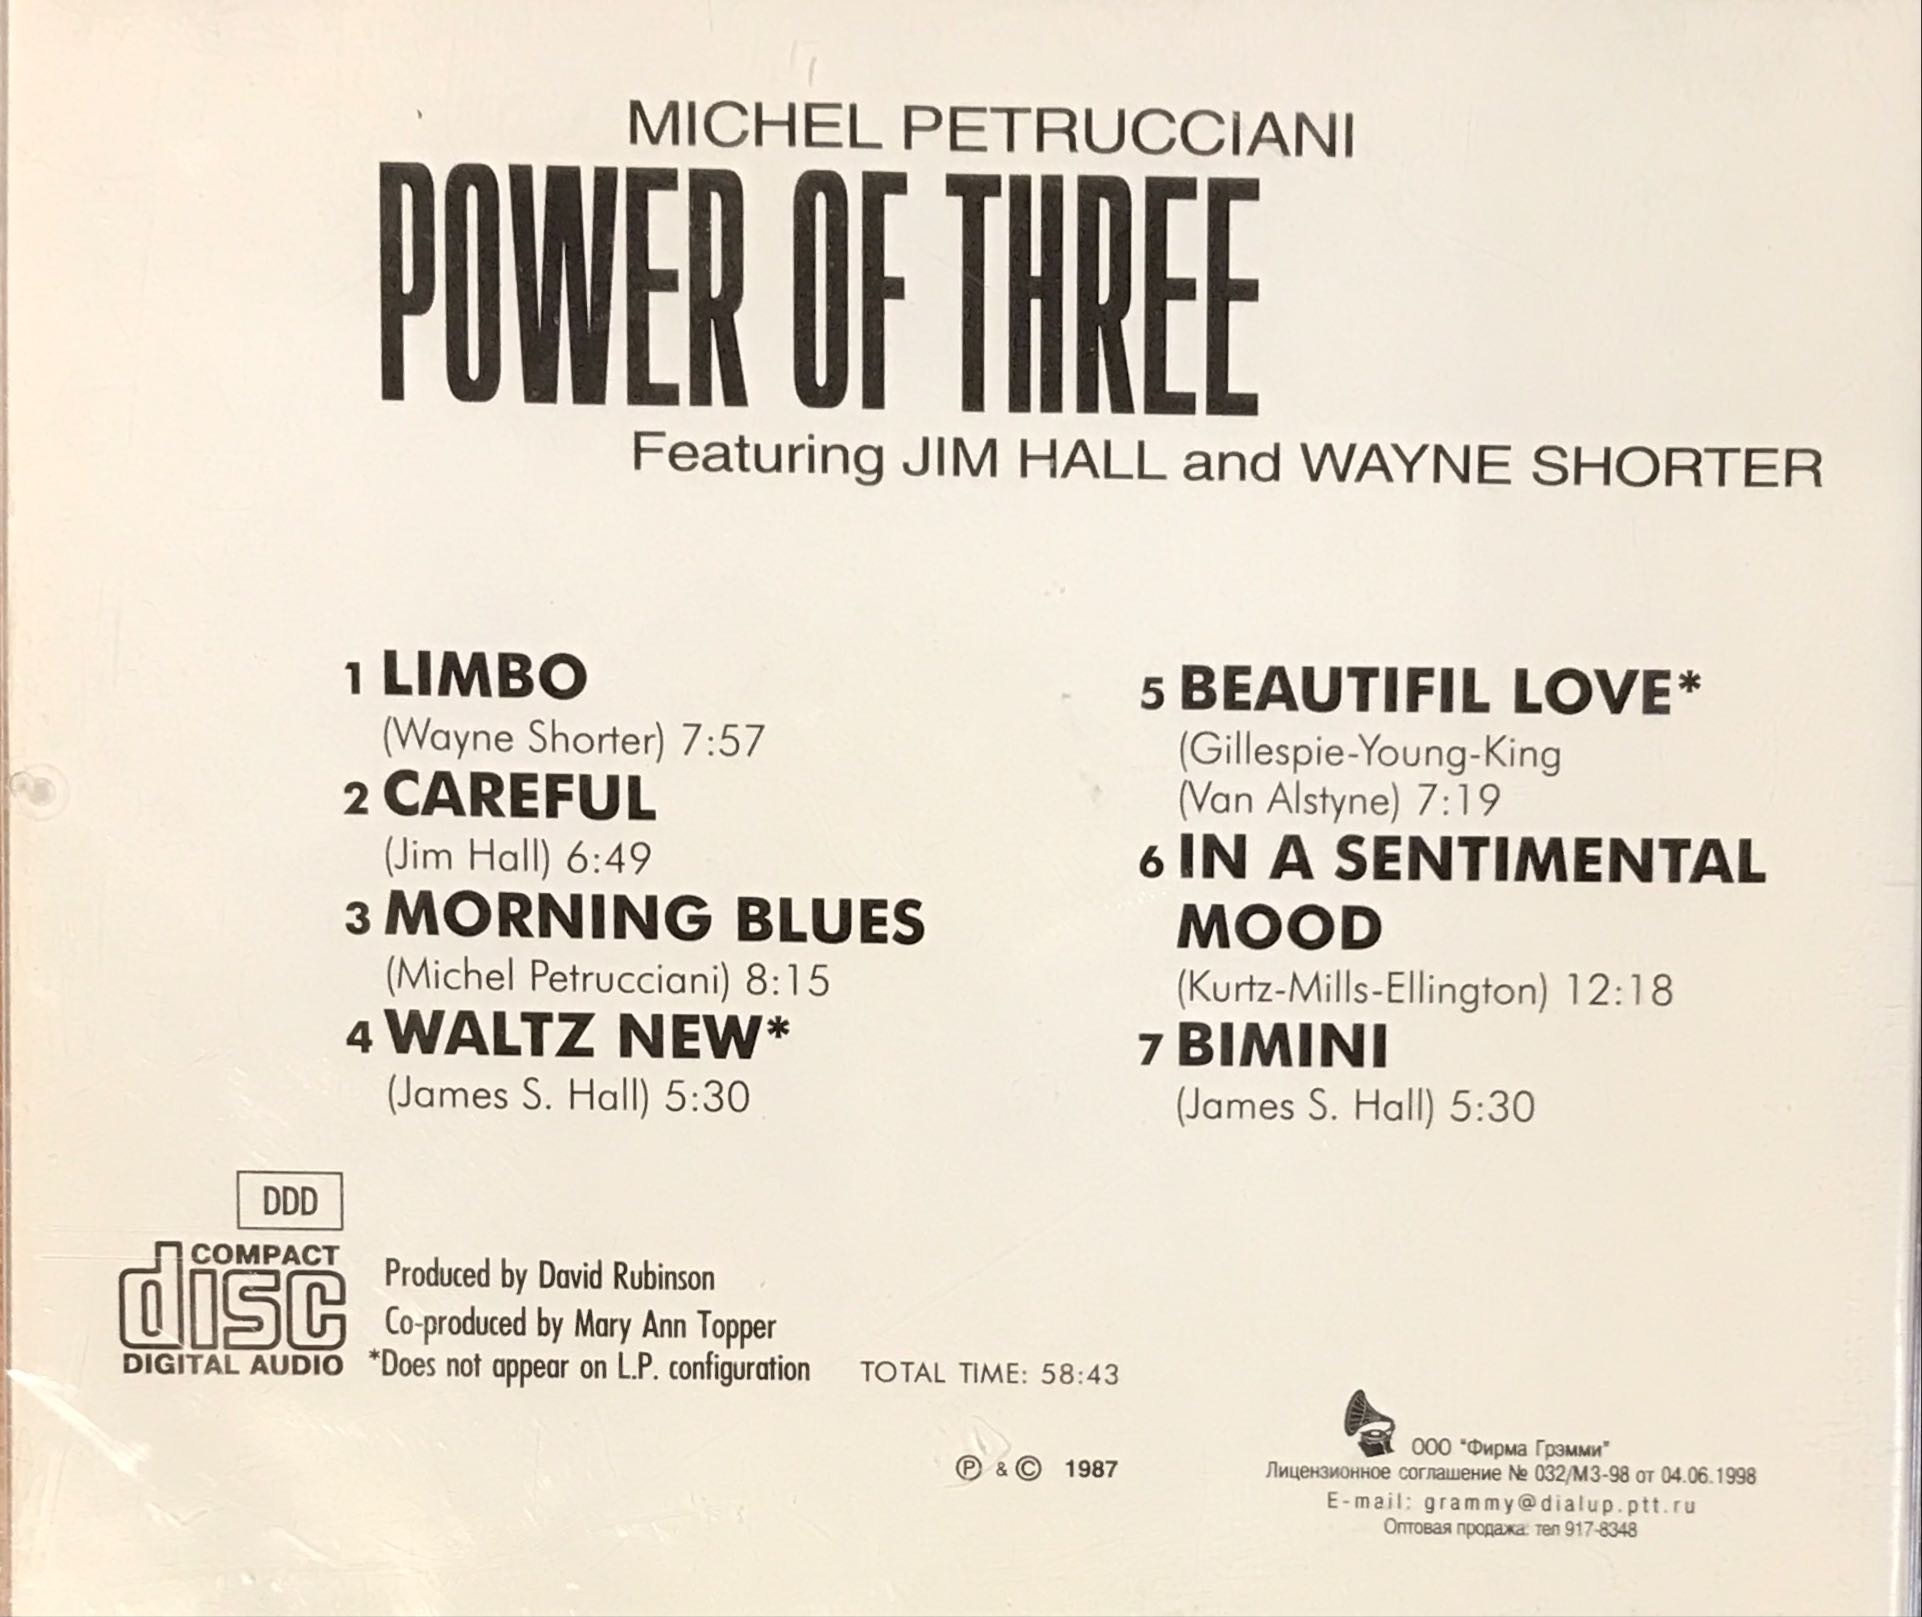 MICHEL PETRUCCIANI
POWER OF THREE
Featuring JIM HALL and WAYNE SHORTER
1 LIMBO
(Wayne Shorter) 7:57
2 CAREFUL
(Jim Hall) 6:49
3 MORNING BLUES
(Michel Petrucciani) 8:15
4 WALTZ NEW*
(James S. Hall) 5:30
5 BEAUTIFIL LOVE*
(Gillespie-Young-King
(Van Alstyne) 7:19
6 IN A SENTIMENTAL
MOOD
(Kurtz-Mills-Ellington) 12:18
7 BIMINI
(James S. Hall) 5:30
DDD
COMPACT
disc
DIGITAL AUDIO
Produced by David Rubinson
Co-produced by Mary Ann Topper
*Does not appear on L.P. configuration
TOTAL TIME: 58:43
℗ & © 1987
ООО "Фирма Грэмми"
Лицензионное соглашение № 032/МЗ-98 от 04.06.1998
E-mail: grammy@dialup.ptt.ru
Оптовая продажа: тел 917-8348